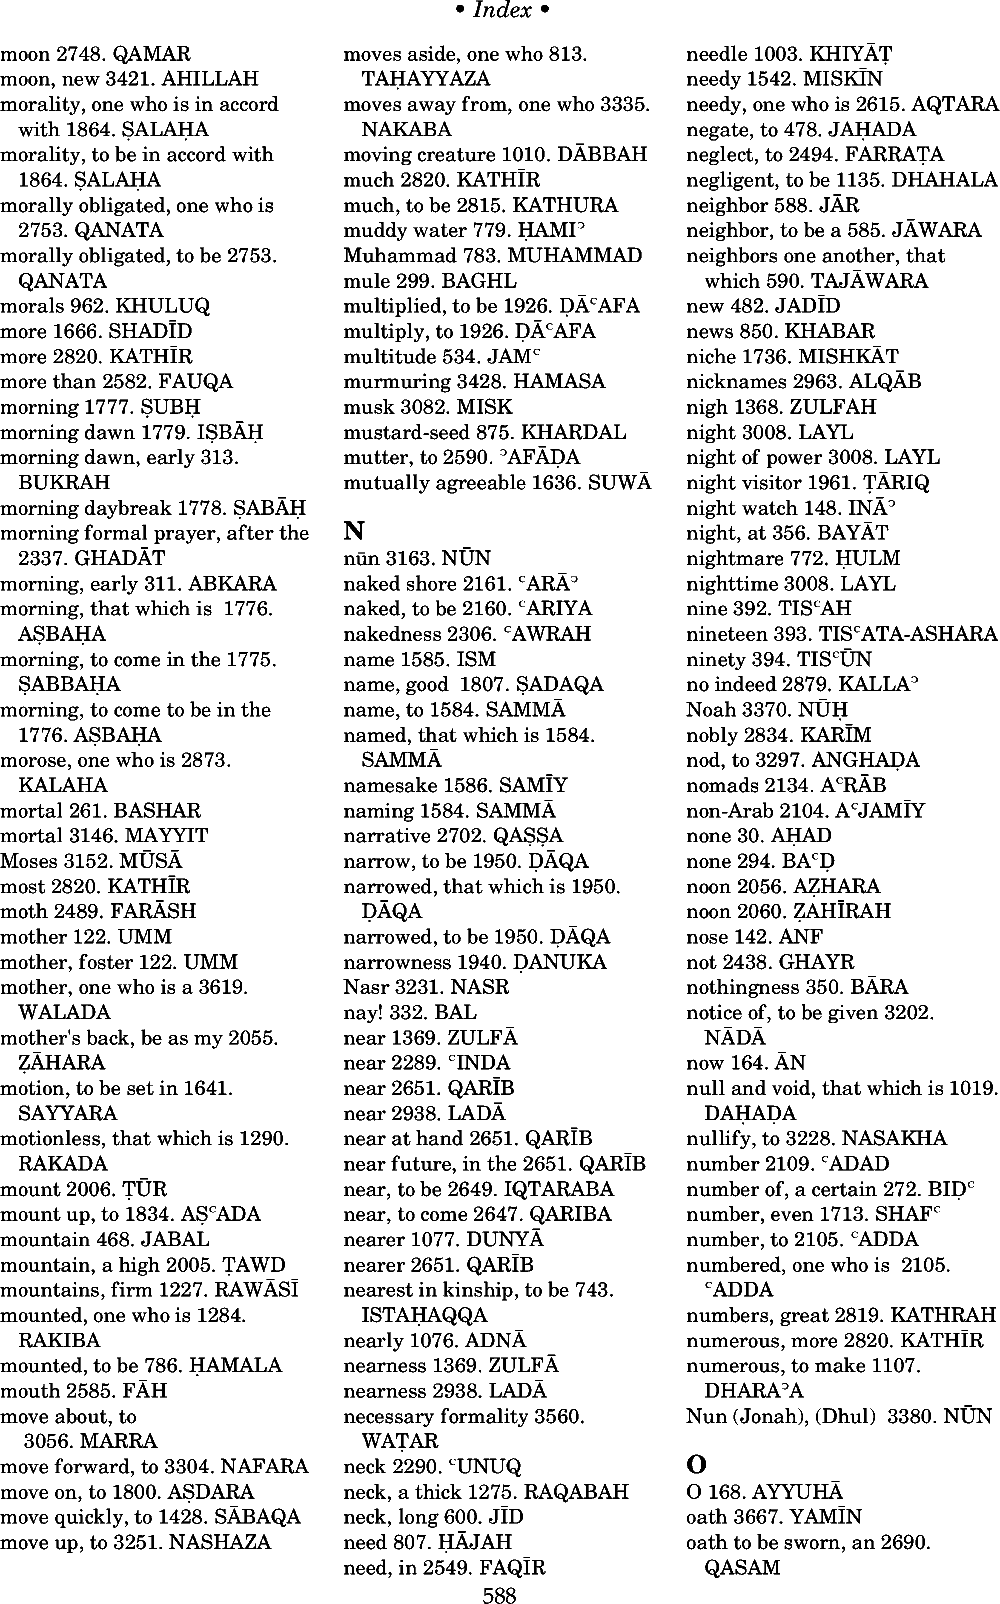 • Index •
moon 2748. QAMAR
moon, new 3421. AHILLAH
morality, one who is in accord
with 1864. ṢALAḤA
morality, to be in accord with
1864. ṢALAḤA
morally obligated, one who is
2753. QANATA
morally obligated, to be 2753.
QANATA
morals 962. KHULUQ
more 1666. SHADĪD
more 2820. KATHĪR
more than 2582. FAUQA
morning 1777. ṢUBḤ
morning dawn 1779. IṢBĀḤ
morning dawn, early 313.
BUKRAH
morning daybreak 1778. ṢABĀḤ
morning formal prayer, after the
2337. GHADĀT
morning, early 311. ABKARA
morning, that which is 1776.
AṢBAḤA
morning, to come in the 1775.
ṢABBAḤA
morning, to come to be in the
1776. AṢBAḤA
morose, one who is 2873.
KALAHA
mortal 261. BASHAR
mortal 3146. MAYYIT
Moses 3152. MŪSĀ
most 2820. KATHĪR
moth 2489. FARĀSH
mother 122. UMM
mother, foster 122. UMM
mother, one who is a 3619.
WALADA
mother's back, be as my 2055.
ẒĀHARA
motion, to be set in 1641.
SAYYARA
motionless, that which is 1290.
RAKADA
mount 2006. ṬŪR
mount up, to 1834. AṢᶜADA
mountain 468. JABAL
mountain, a high 2005. ṬAWD
mountains, firm 1227. RAWĀSĪ
mounted, one who is 1284.
RAKIBA
mounted, to be 786. ḤAMALA
mouth 2585. FĀH
move about, to
3056. MARRA
move forward, to 3304. NAFARA
move on, to 1800. AṢDARA
move quickly, to 1428. SĀBAQA
move up, to 3251. NASHAZA
moves aside, one who 813.
TAḤAYYAZA
moves away from, one who 3335.
NAKABA
moving creature 1010. DĀBBAH
much 2820. KATHĪR
much, to be 2815. KATHURA
muddy water 779. ḤAMIᵓ
Muhammad 783. MUHAMMAD
mule 299. BAGHL
multiplied, to be 1926. ḌĀᶜAFA
multiply, to 1926. ḌĀᶜAFA
multitude 534. JAMᶜ
murmuring 3428. HAMASA
musk 3082. MISK
mustard-seed 875. KHARDAL
mutter, to 2590. ᵓAFĀḌA
mutually agreeable 1636. SUWĀ
N
nūn 3163. NŪN
naked shore 2161. ᶜARĀᵓ
naked, to be 2160. ᶜARIYA
nakedness 2306. ᶜAWRAH
name 1585. ISM
name, good 1807. ṢADAQA
name, to 1584. SAMMĀ
named, that which is 1584.
SAMMĀ
namesake 1586. SAMĪY
naming 1584. SAMMĀ
narrative 2702. QAṢṢA
narrow, to be 1950. ḌĀQA
narrowed, that which is 1950.
ḌĀQA
narrowed, to be 1950. ḌĀQA
narrowness 1940. ḌANUKA
Nasr 3231. NASR
nay! 332. BAL
near 1369. ZULFĀ
near 2289. ᶜINDA
near 2651. QARĪB
near 2938. LADĀ
near at hand 2651. QARĪB
near future, in the 2651. QARĪB
near, to be 2649. IQTARABA
near, to come 2647. QARIBA
nearer 1077. DUNYĀ
nearer 2651. QARĪB
nearest in kinship, to be 743.
ISTAḤAQQA
nearly 1076. ADNĀ
nearness 1369. ZULFĀ
nearness 2938. LADĀ
necessary formality 3560.
WAṬAR
neck 2290. ᶜUNUQ
neck, a thick 1275. RAQABAH
neck, long 600. JĪD
need 807. ḤĀJAH
need, in 2549. FAQĪR
needle 1003. KHIYĀṬ
needy 1542. MISKĪN
needy, one who is 2615. AQTARA
negate, to 478. JAḤADA
neglect, to 2494. FARRAṬA
negligent, to be 1135. DHAHALA
neighbor 588. JĀR
neighbor, to be a 585. JĀWARA
neighbors one another, that
which 590. TAJĀWARA
new 482. JADĪD
news 850. KHABAR
niche 1736. MISHKĀT
nicknames 2963. ALQĀB
nigh 1368. ZULFAH
night 3008. LAYL
night of power 3008. LAYL
night visitor 1961. ṬĀRIQ
night watch 148. INĀᵓ
night, at 356. BAYĀT
nightmare 772. ḤULM
nighttime 3008. LAYL
nine 392. TISᶜAH
nineteen 393. TISᶜATA-ASHARA
ninety 394. TISᶜŪN
no indeed 2879. KALLAᵓ
Noah 3370. NŪḤ
nobly 2834. KARĪM
nod, to 3297. ANGHAḌA
nomads 2134. AᶜRĀB
non-Arab 2104. AᶜJAMĪY
none 30. AḤAD
none 294. BAᶜḌ
noon 2056. AẒHARA
noon 2060. ẒAHĪRAH
nose 142. ANF
not 2438. GHAYR
nothingness 350. BĀRA
notice of, to be given 3202.
NĀDĀ
now 164. ĀN
null and void, that which is 1019.
DAḤAḌA
nullify, to 3228. NASAKHA
number 2109. ᶜADAD
number of, a certain 272. BIḌᶜ
number, even 1713. SHAFᶜ
number, to 2105. ᶜADDA
numbered, one who is 2105.
ᶜADDA
numbers, great 2819. KATHRAH
numerous, more 2820. KATHĪR
numerous, to make 1107.
DHARAᵓA
Nun (Jonah), (Dhul) 3380. NŪN
O
O 168. AYYUHĀ
oath 3667. YAMĪN
oath to be sworn, an 2690.
QASAM
588